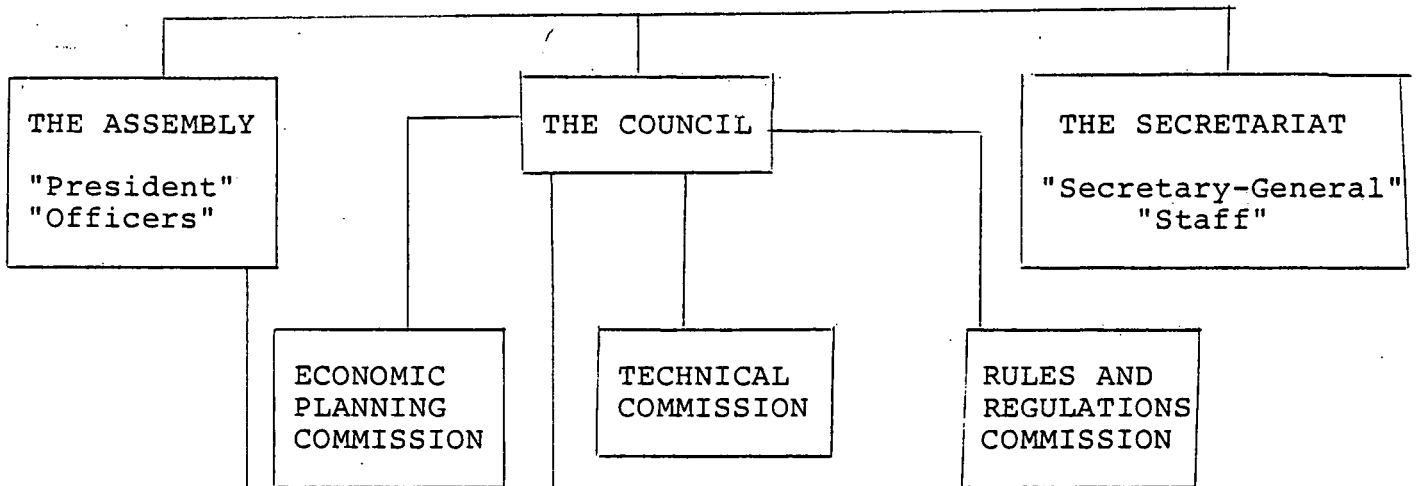 THE ASSEMBLY
"President"
"Officers"
THE COUNCIL
THE SECRETARIAT
"Secretary-General"
"Staff"
ECONOMIC
PLANNING
COMMISSION
TECHNICAL
COMMISSION
RULES AND
REGULATIONS
COMMISSION